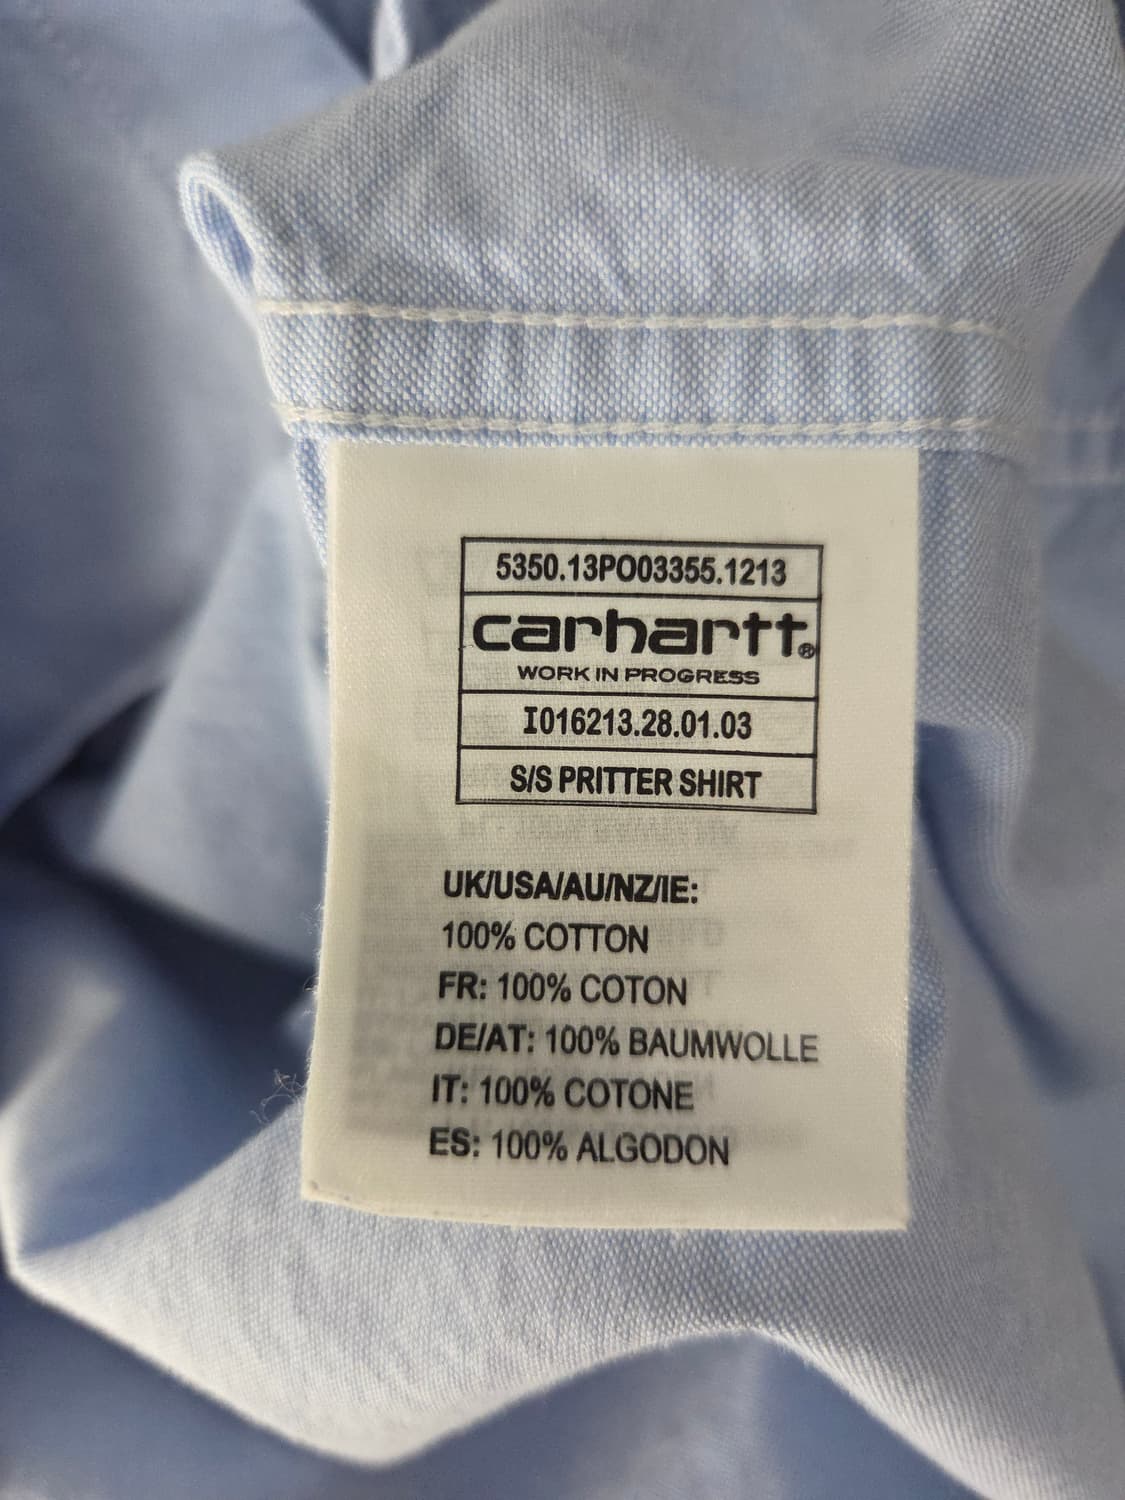 5350.13PO03355.1213
carhartt®
WORK IN PROGRESS
I016213.28.01.03
S/S PRITTER SHIRT
UK/USA/AU/NZ/IE:
100% COTTON
FR: 100% COTON
DE/AT: 100% BAUMWOLLE
IT: 100% COTONE
ES: 100% ALGODON